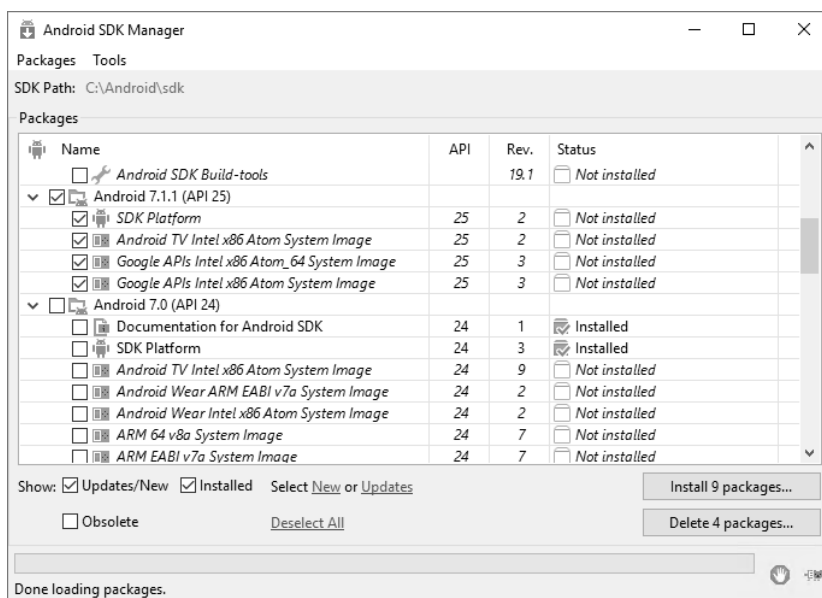 Android SDK Manager
Packages Tools
SDK Path: C:\Android\sdk
Packages
Name API Rev. Status
Android SDK Build-tools 19.1 Not installed
Android 7.1.1 (API 25)
SDK Platform 25 2 Not installed
Android TV Intel x86 Atom System Image 25 2 Not installed
Google APIs Intel x86 Atom_64 System Image 25 3 Not installed
Google APIs Intel x86 Atom System Image 25 3 Not installed
Android 7.0 (API 24)
Documentation for Android SDK 24 1 Installed
SDK Platform 24 3 Installed
Android TV Intel x86 Atom System Image 24 9 Not installed
Android Wear ARM EABI v7a System Image 24 2 Not installed
Android Wear Intel x86 Atom System Image 24 2 Not installed
ARM 64 v8a System Image 24 7 Not installed
ARM EABI v7a System Image 24 7 Not installed
Show: Updates/New Installed Select New or Updates Install 9 packages...
Obsolete Deselect All Delete 4 packages...
Done loading packages.